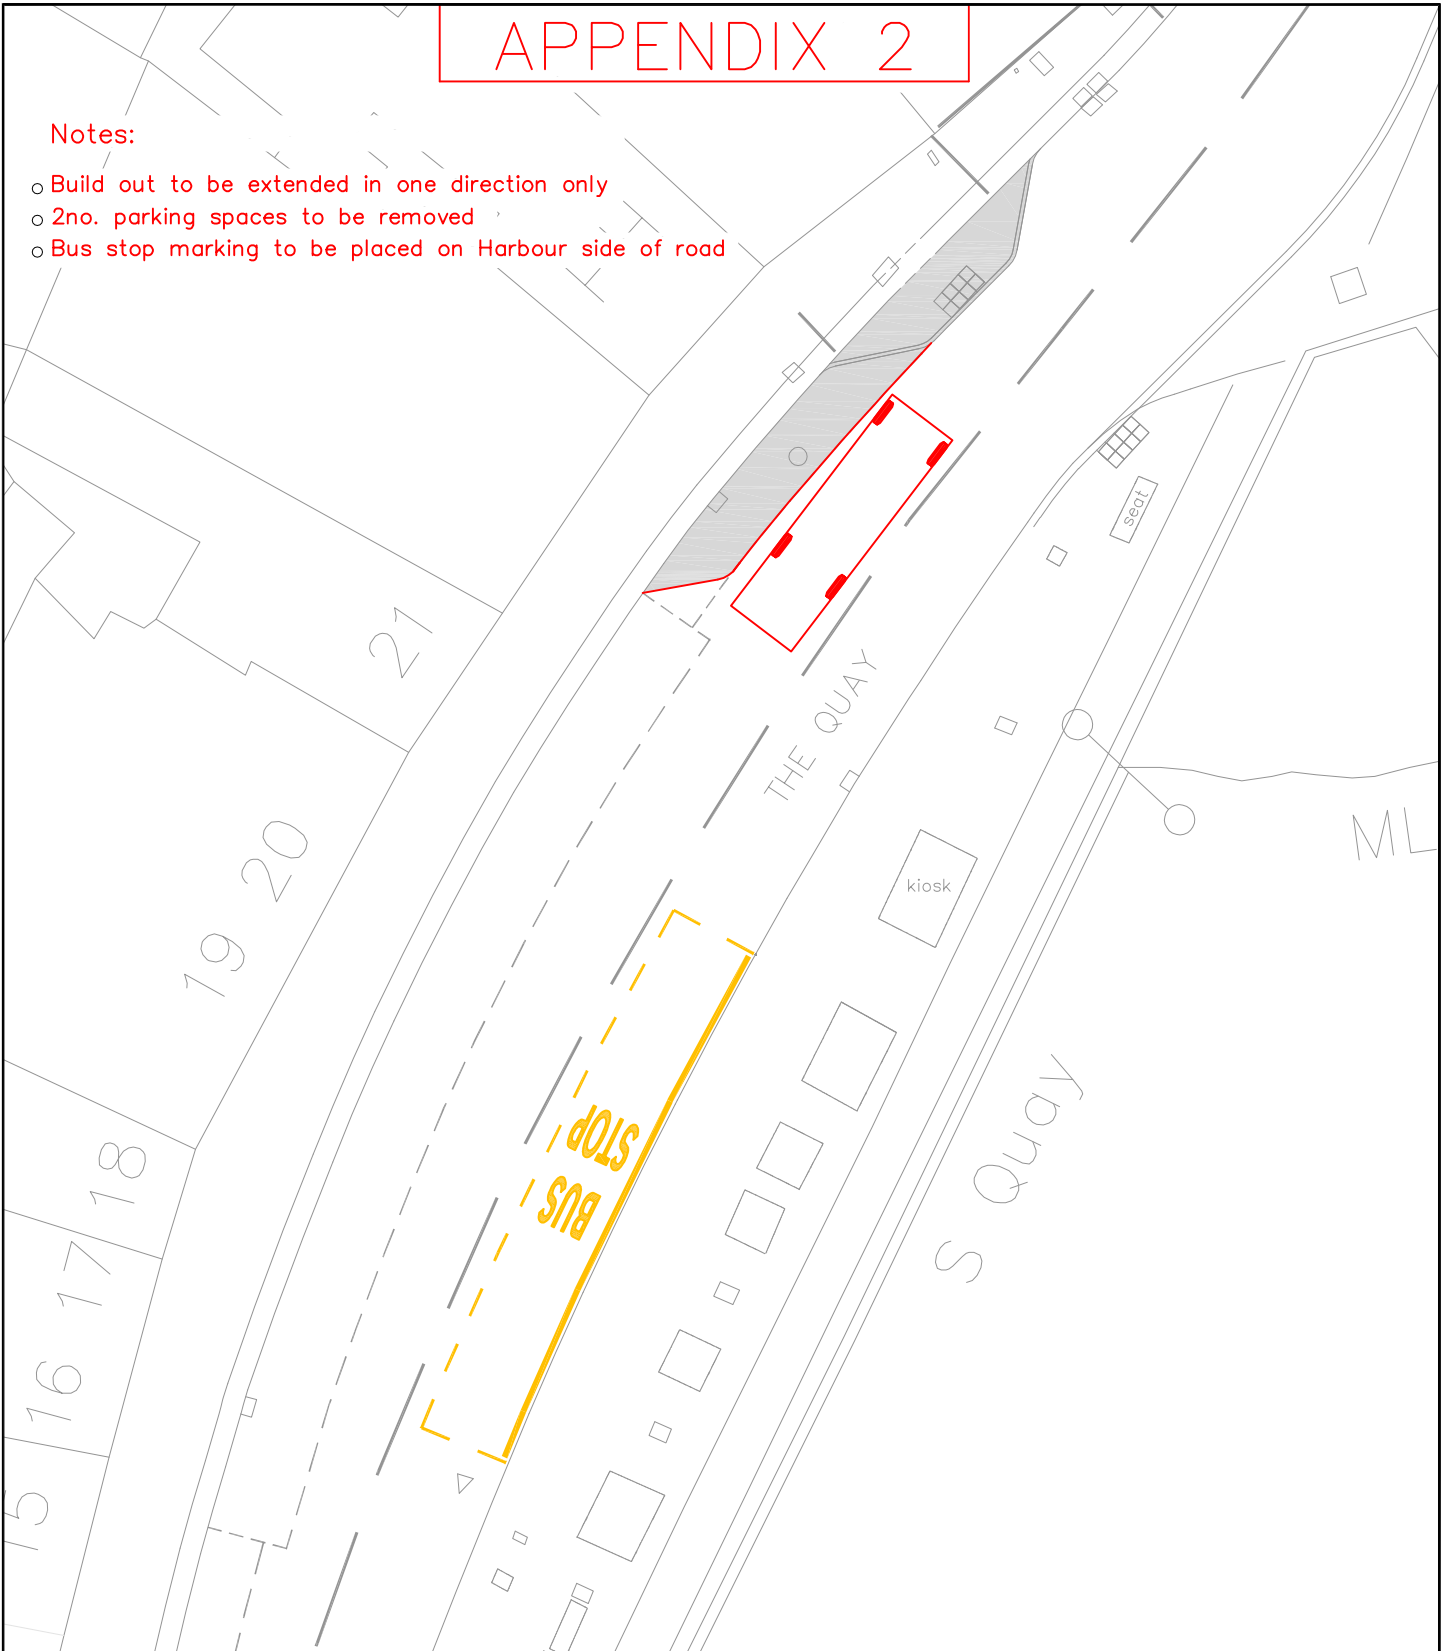 APPENDIX 2
Notes:
Build out to be extended in one direction only
2no. parking spaces to be removed
Bus stop marking to be placed on Harbour side of road
seat
21
THE QUAY
ML
kiosk
20
19
S Quay
STOP
BUS
18
17
16
15